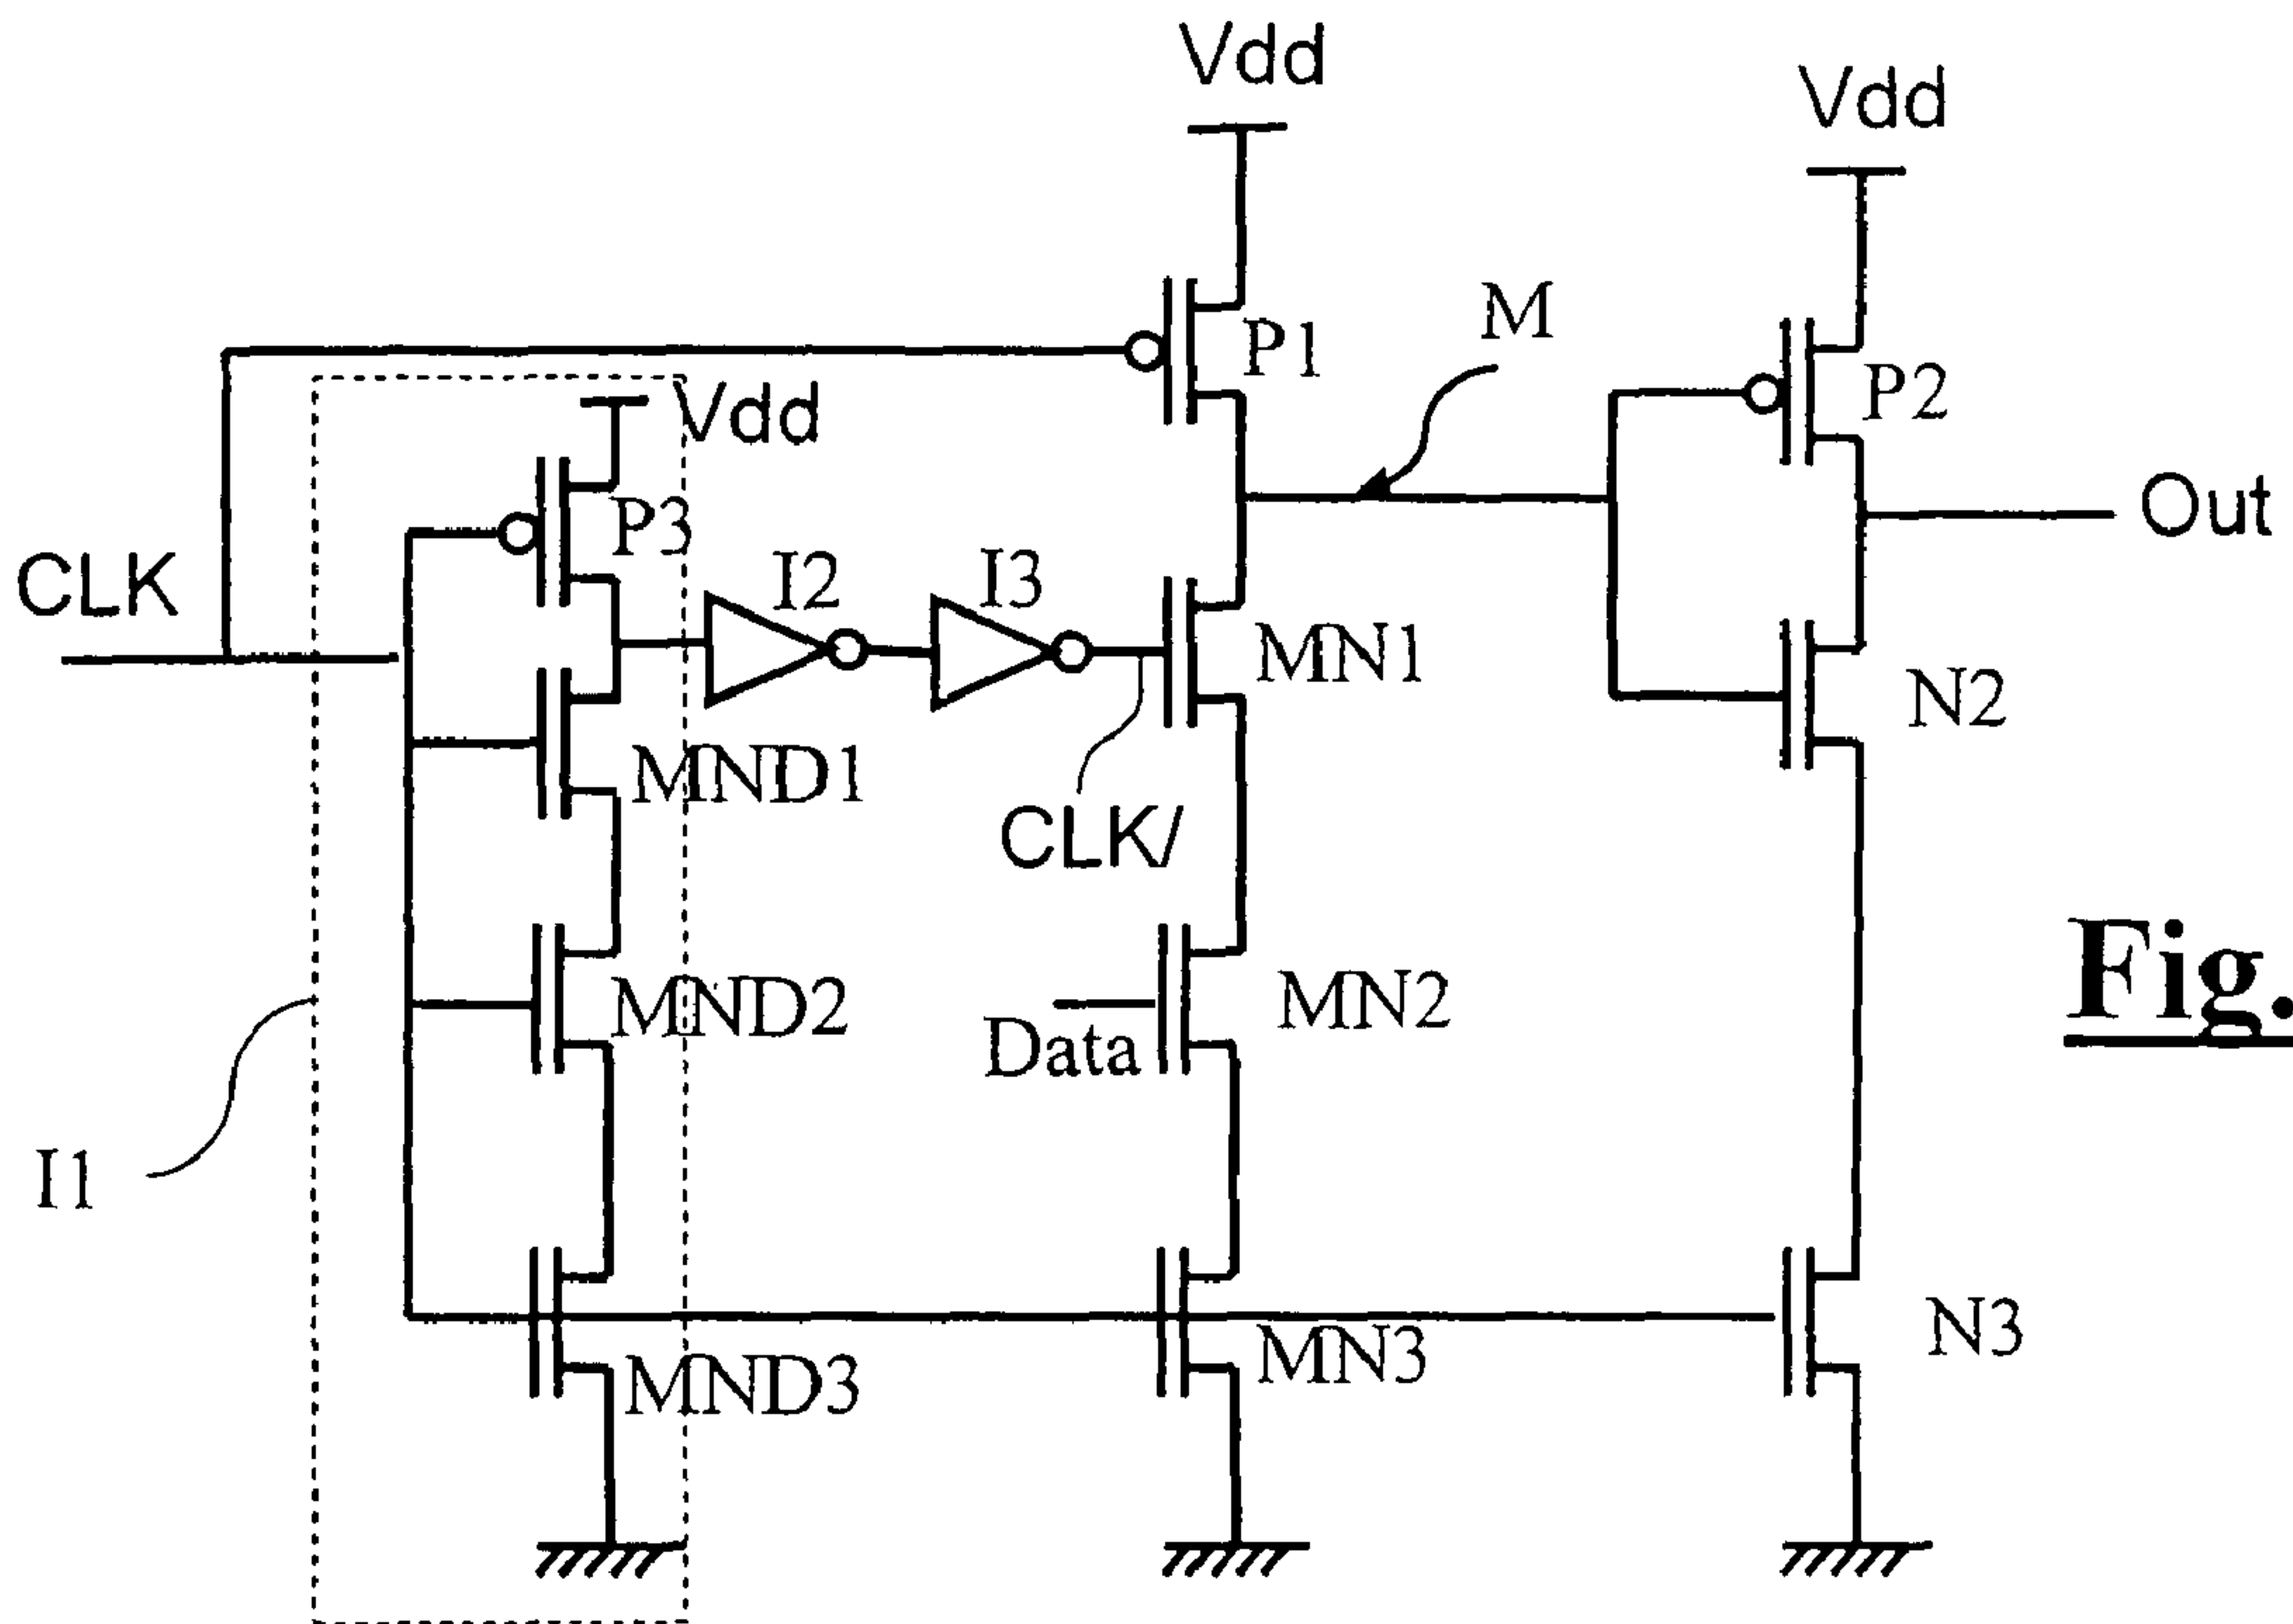 Vdd
Vdd
M
P1
P2
Vdd
P3
Out
CLK
I2
I3
MN1
N2
MND1
CLK/
Fig.
MND2
MN2
Data
I1
N3
MN3
MND3